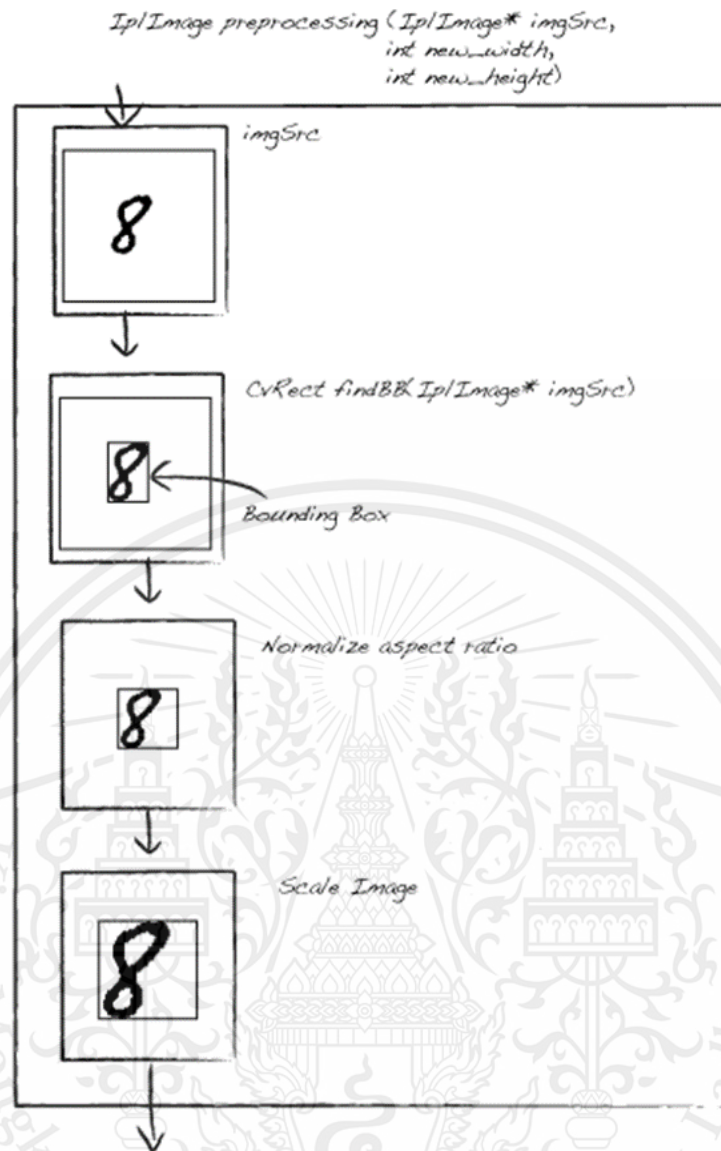 IplImage preprocessing (IplImage* imgSrc,
int new_width,
int new_height)
imgSrc
8
CvRect findBB(IplImage* imgSrc)
8
Bounding Box
Normalize aspect ratio
8
Scale Image
8